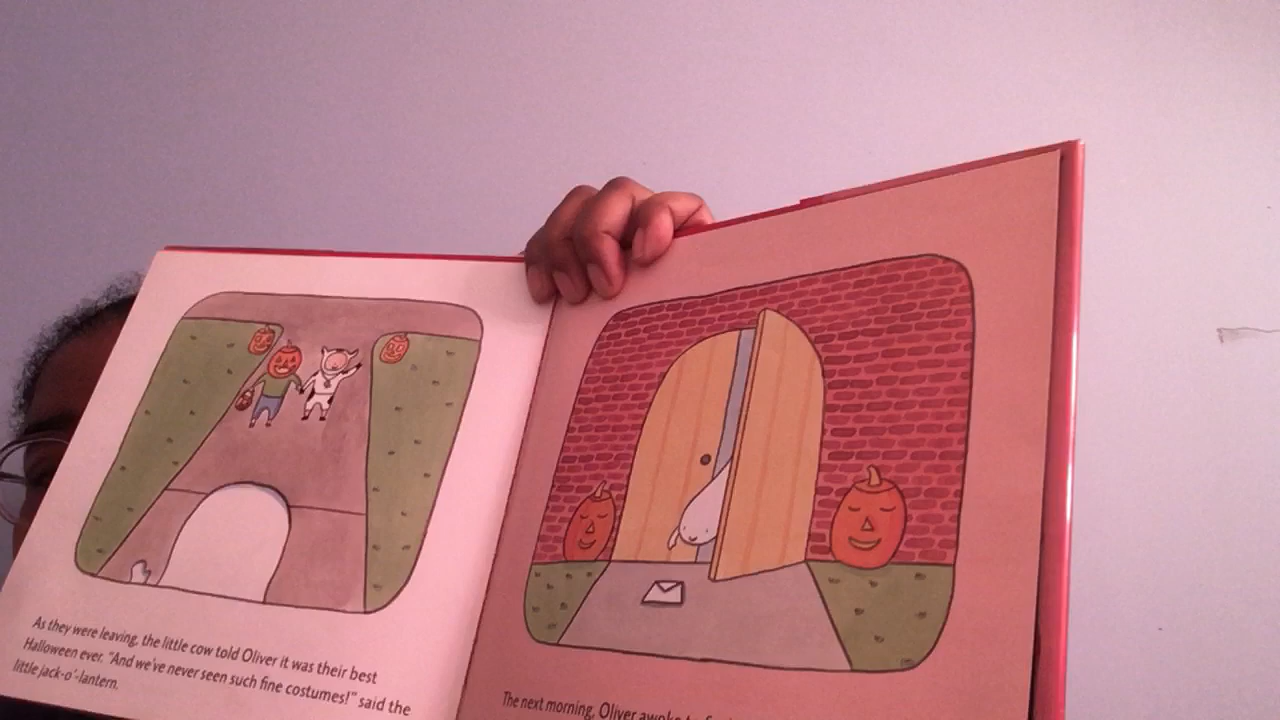 As they were leaving, the little cow told Oliver it was their best
Halloween ever. "And we've never seen such fine costumes!" said the
little jack-o'-lantern.
The next morning, Oliver awoke to